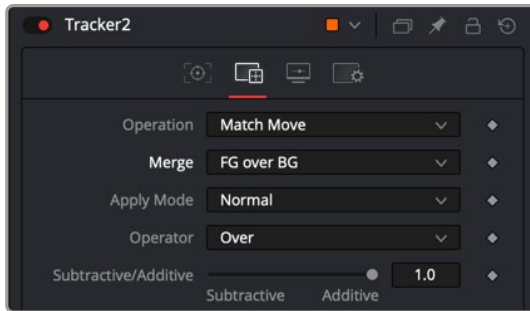 Tracker2
Operation Match Move
Merge FG over BG
Apply Mode Normal
Operator Over
Subtractive/Additive 1.0
Subtractive Additive